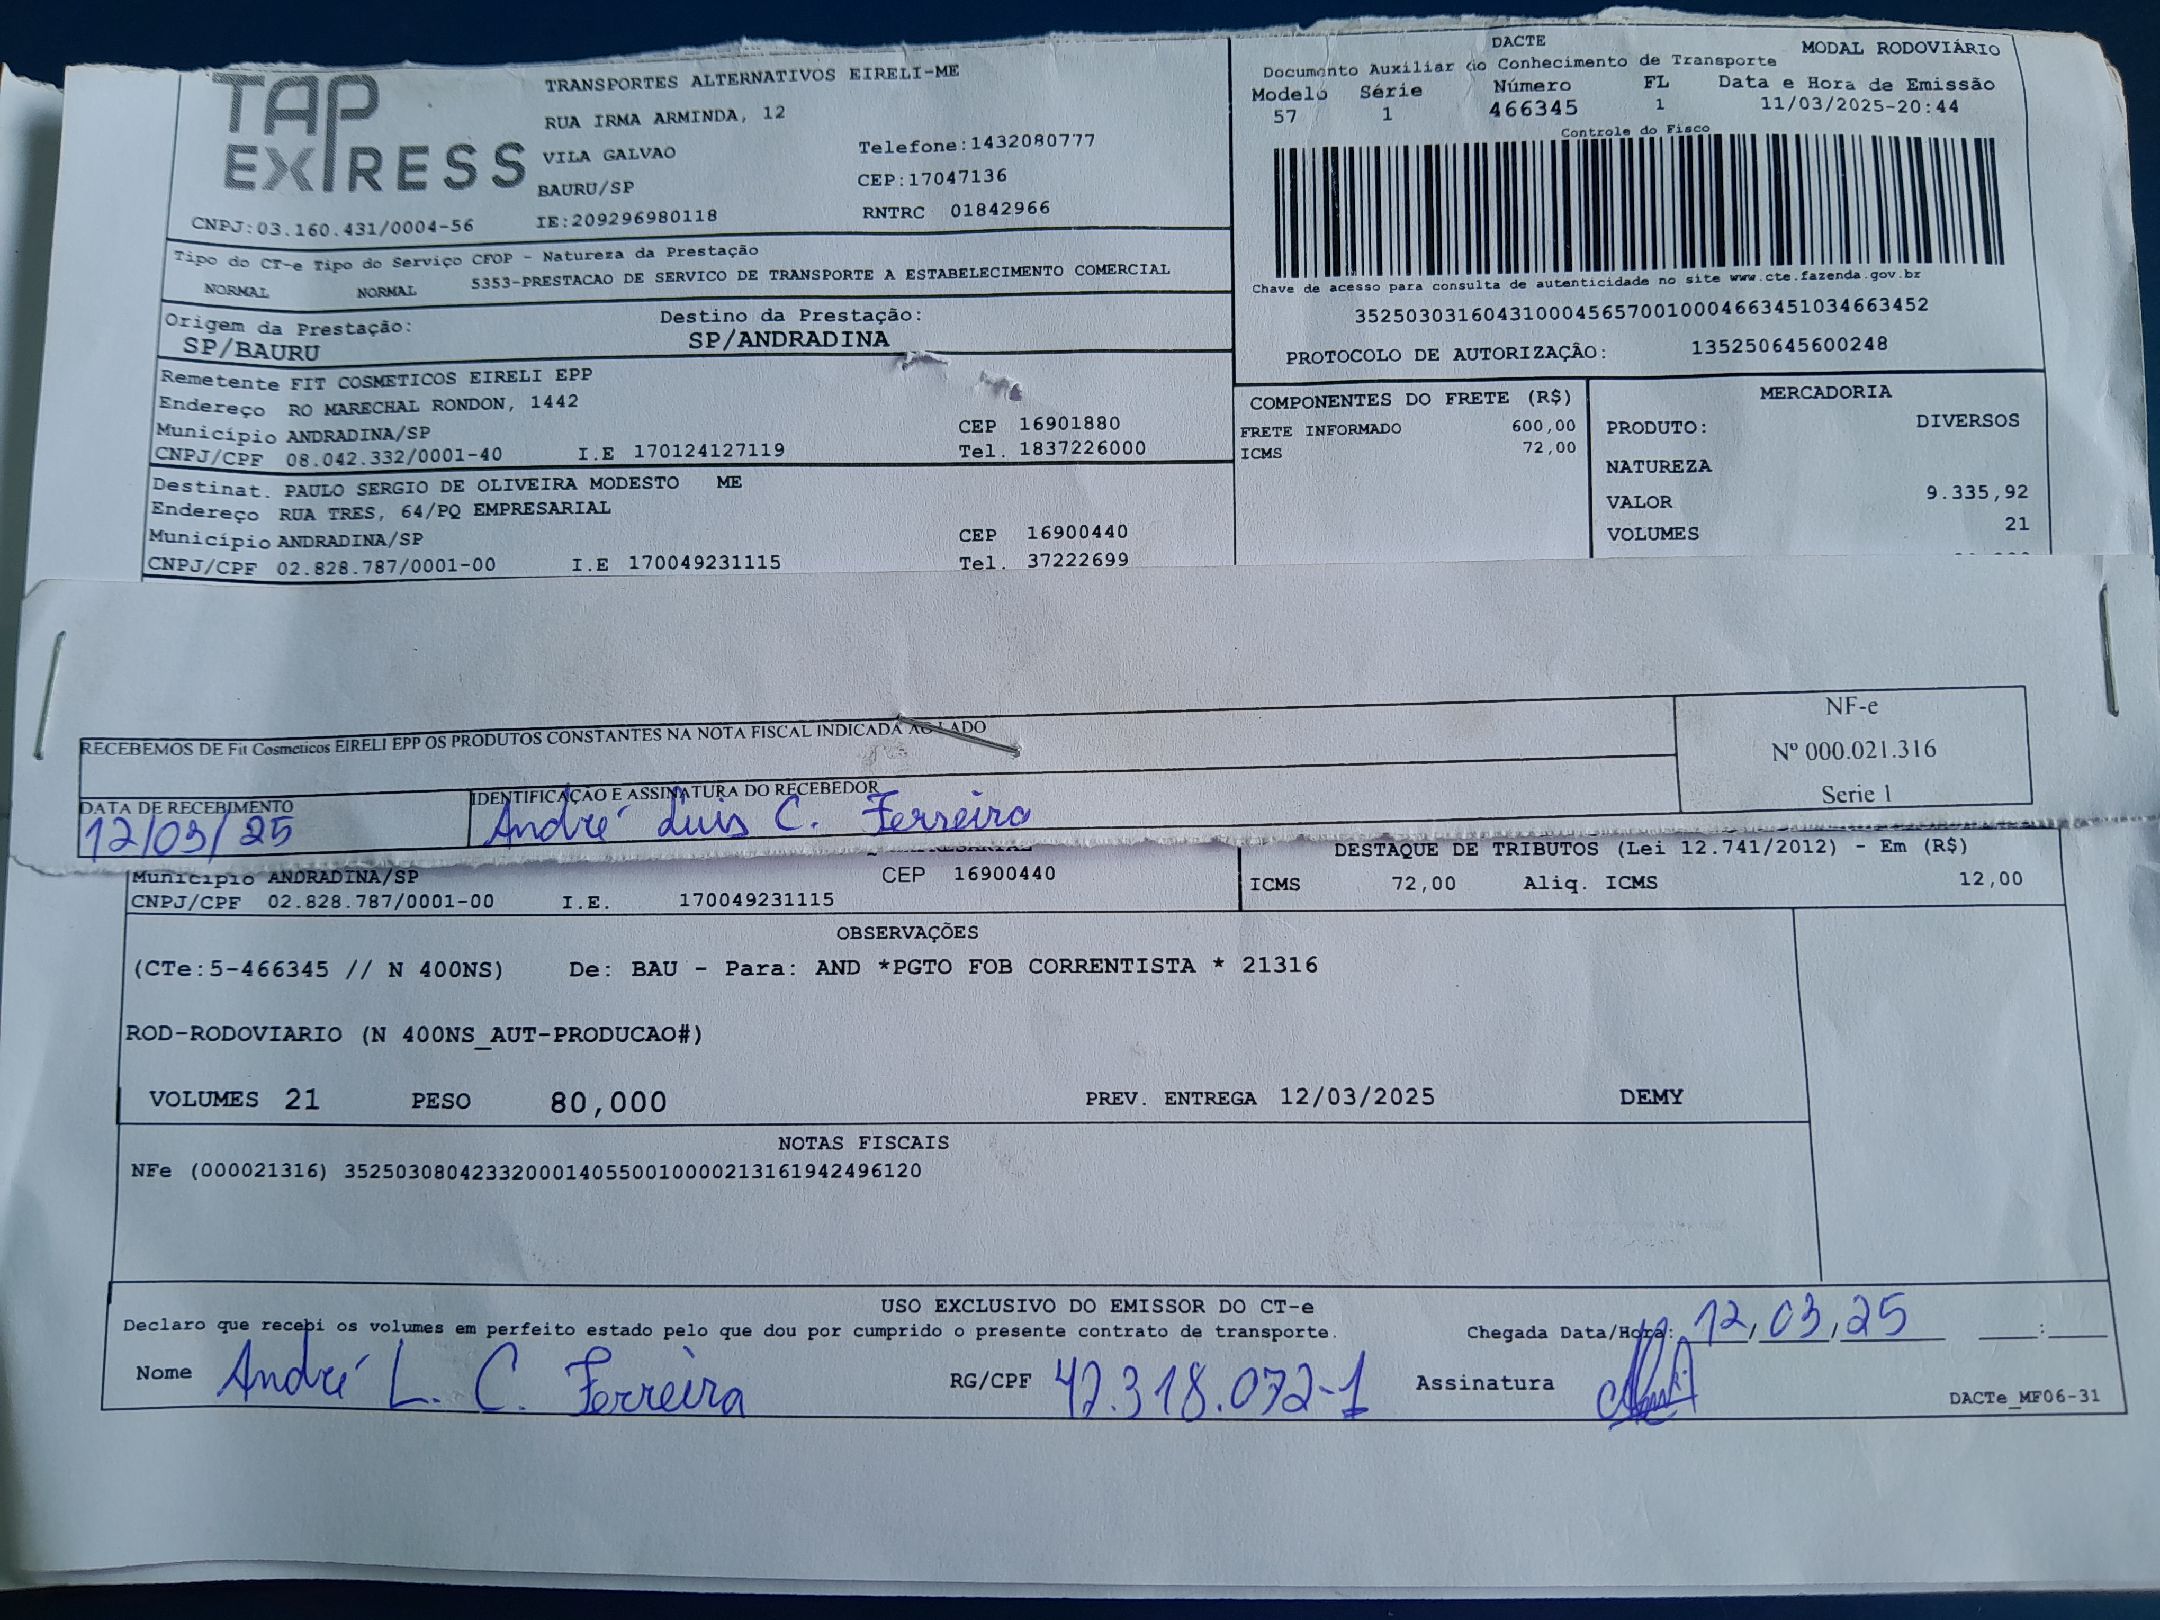 TAP
EXPRESS
TRANSPORTES ALTERNATIVOS EIRELI-ME
RUA IRMA ARMINDA, 12
VILA GALVAO
Telefone:1432080777
BAURU/SP
CEP:17047136
CNPJ:03.160.431/0004-56
IE:209296980118
RNTRC 01842966
Tipo do CT-e Tipo do Serviço CFOP - Natureza da Prestação
NORMAL NORMAL 5353-PRESTACAO DE SERVICO DE TRANSPORTE A ESTABELECIMENTO COMERCIAL
Origem da Prestação:
SP/BAURU
Destino da Prestação:
SP/ANDRADINA
DACTE
MODAL RODOVIÁRIO
Documento Auxiliar do Conhecimento de Transporte
Modelo Série Número FL Data e Hora de Emissão
57 1 466345 1 11/03/2025-20:44
Controle do Fisco
Chave de acesso para consulta de autenticidade no site www.cte.fazenda.gov.br
35250303160431000456570010004663451034663452
PROTOCOLO DE AUTORIZAÇÃO: 135250645600248
Remetente FIT COSMETICOS EIRELI EPP
Endereço RO MARECHAL RONDON, 1442
Município ANDRADINA/SP CEP 16901880
CNPJ/CPF 08.042.332/0001-40 I.E 170124127119 Tel. 1837226000
Destinat. PAULO SERGIO DE OLIVEIRA MODESTO ME
Endereço RUA TRES, 64/PQ EMPRESARIAL
Município ANDRADINA/SP CEP 16900440
CNPJ/CPF 02.828.787/0001-00 I.E 170049231115 Tel. 37222699
COMPONENTES DO FRETE (R$)
FRETE INFORMADO 600,00
ICMS 72,00
MERCADORIA
PRODUTO: DIVERSOS
NATUREZA
VALOR 9.335,92
VOLUMES 21
RECEBEMOS DE Fit Cosmeticos EIRELI EPP OS PRODUTOS CONSTANTES NA NOTA FISCAL INDICADA AO LADO
NF-e
Nº 000.021.316
Serie 1
DATA DE RECEBIMENTO
12/03/25
IDENTIFICAÇÃO E ASSINATURA DO RECEBEDOR
André Luis C. Ferreira
Município ANDRADINA/SP CEP 16900440
CNPJ/CPF 02.828.787/0001-00 I.E. 170049231115
DESTAQUE DE TRIBUTOS (Lei 12.741/2012) - Em (R$)
ICMS 72,00 Aliq. ICMS 12,00
OBSERVAÇÕES
(CTe:5-466345 // N 400NS) De: BAU - Para: AND *PGTO FOB CORRENTISTA * 21316
ROD-RODOVIARIO (N 400NS_AUT-PRODUCAO#)
VOLUMES 21 PESO 80,000 PREV. ENTREGA 12/03/2025 DEMY
NOTAS FISCAIS
NFe (000021316) 35250308042332000140550010000213161942496120
USO EXCLUSIVO DO EMISSOR DO CT-e
Declaro que recebi os volumes em perfeito estado pelo que dou por cumprido o presente contrato de transporte. Chegada Data/Hora: 12,03,25 __:__
Nome André L. C. Ferreira RG/CPF 42.318.072-1 Assinatura
DACTe_MF06-31